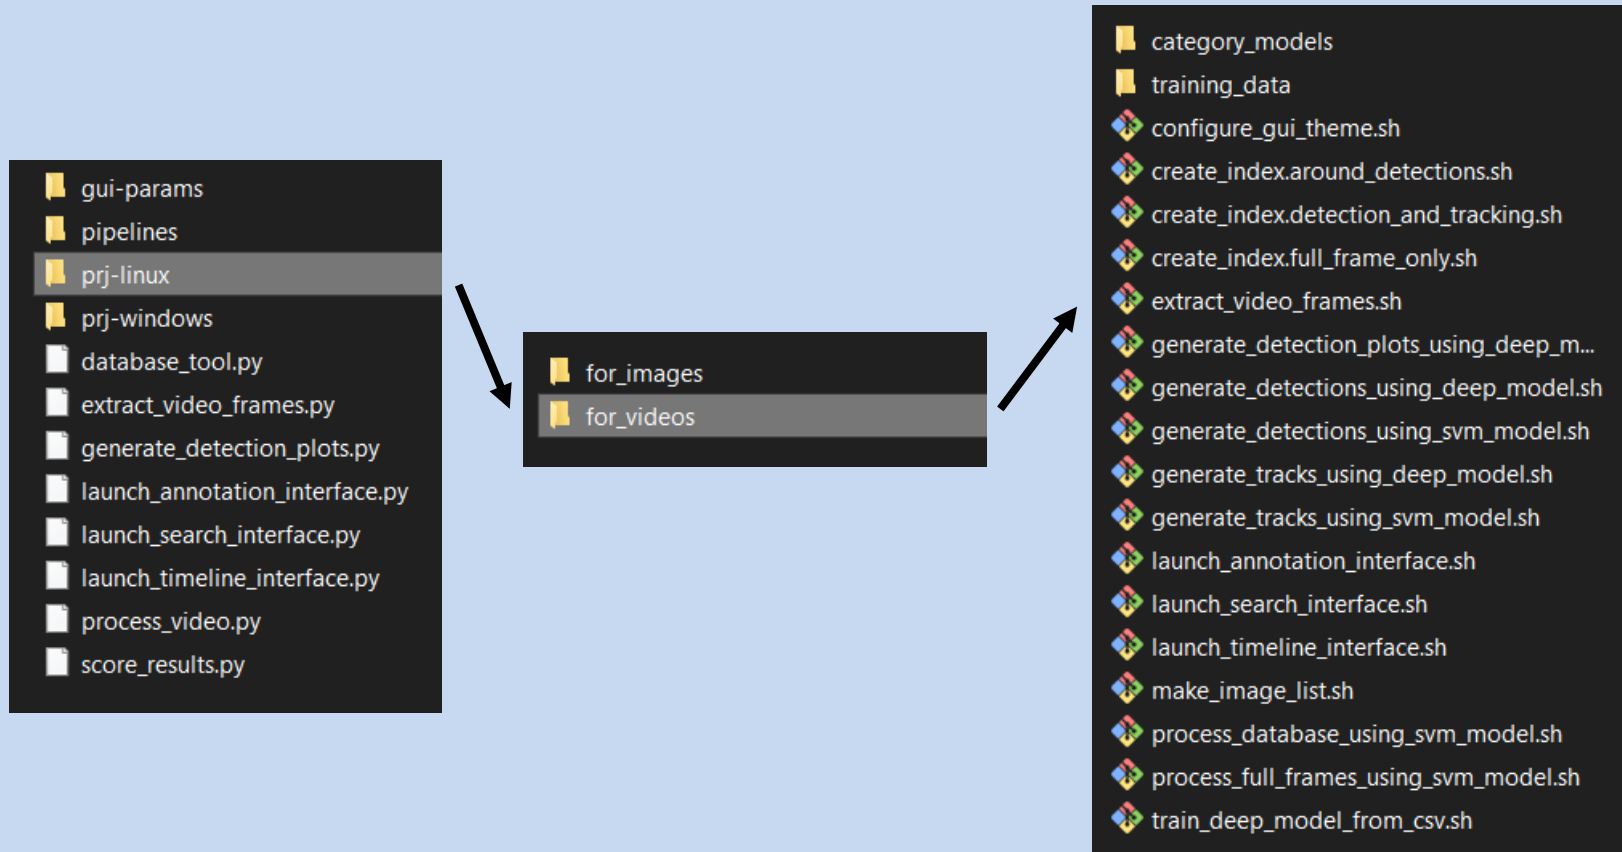 gui-params
pipelines
prj-linux
prj-windows
database_tool.py
extract_video_frames.py
generate_detection_plots.py
launch_annotation_interface.py
launch_search_interface.py
launch_timeline_interface.py
process_video.py
score_results.py
for_images
for_videos
category_models
training_data
configure_gui_theme.sh
create_index.around_detections.sh
create_index.detection_and_tracking.sh
create_index.full_frame_only.sh
extract_video_frames.sh
generate_detection_plots_using_deep_m...
generate_detections_using_deep_model.sh
generate_detections_using_svm_model.sh
generate_tracks_using_deep_model.sh
generate_tracks_using_svm_model.sh
launch_annotation_interface.sh
launch_search_interface.sh
launch_timeline_interface.sh
make_image_list.sh
process_database_using_svm_model.sh
process_full_frames_using_svm_model.sh
train_deep_model_from_csv.sh